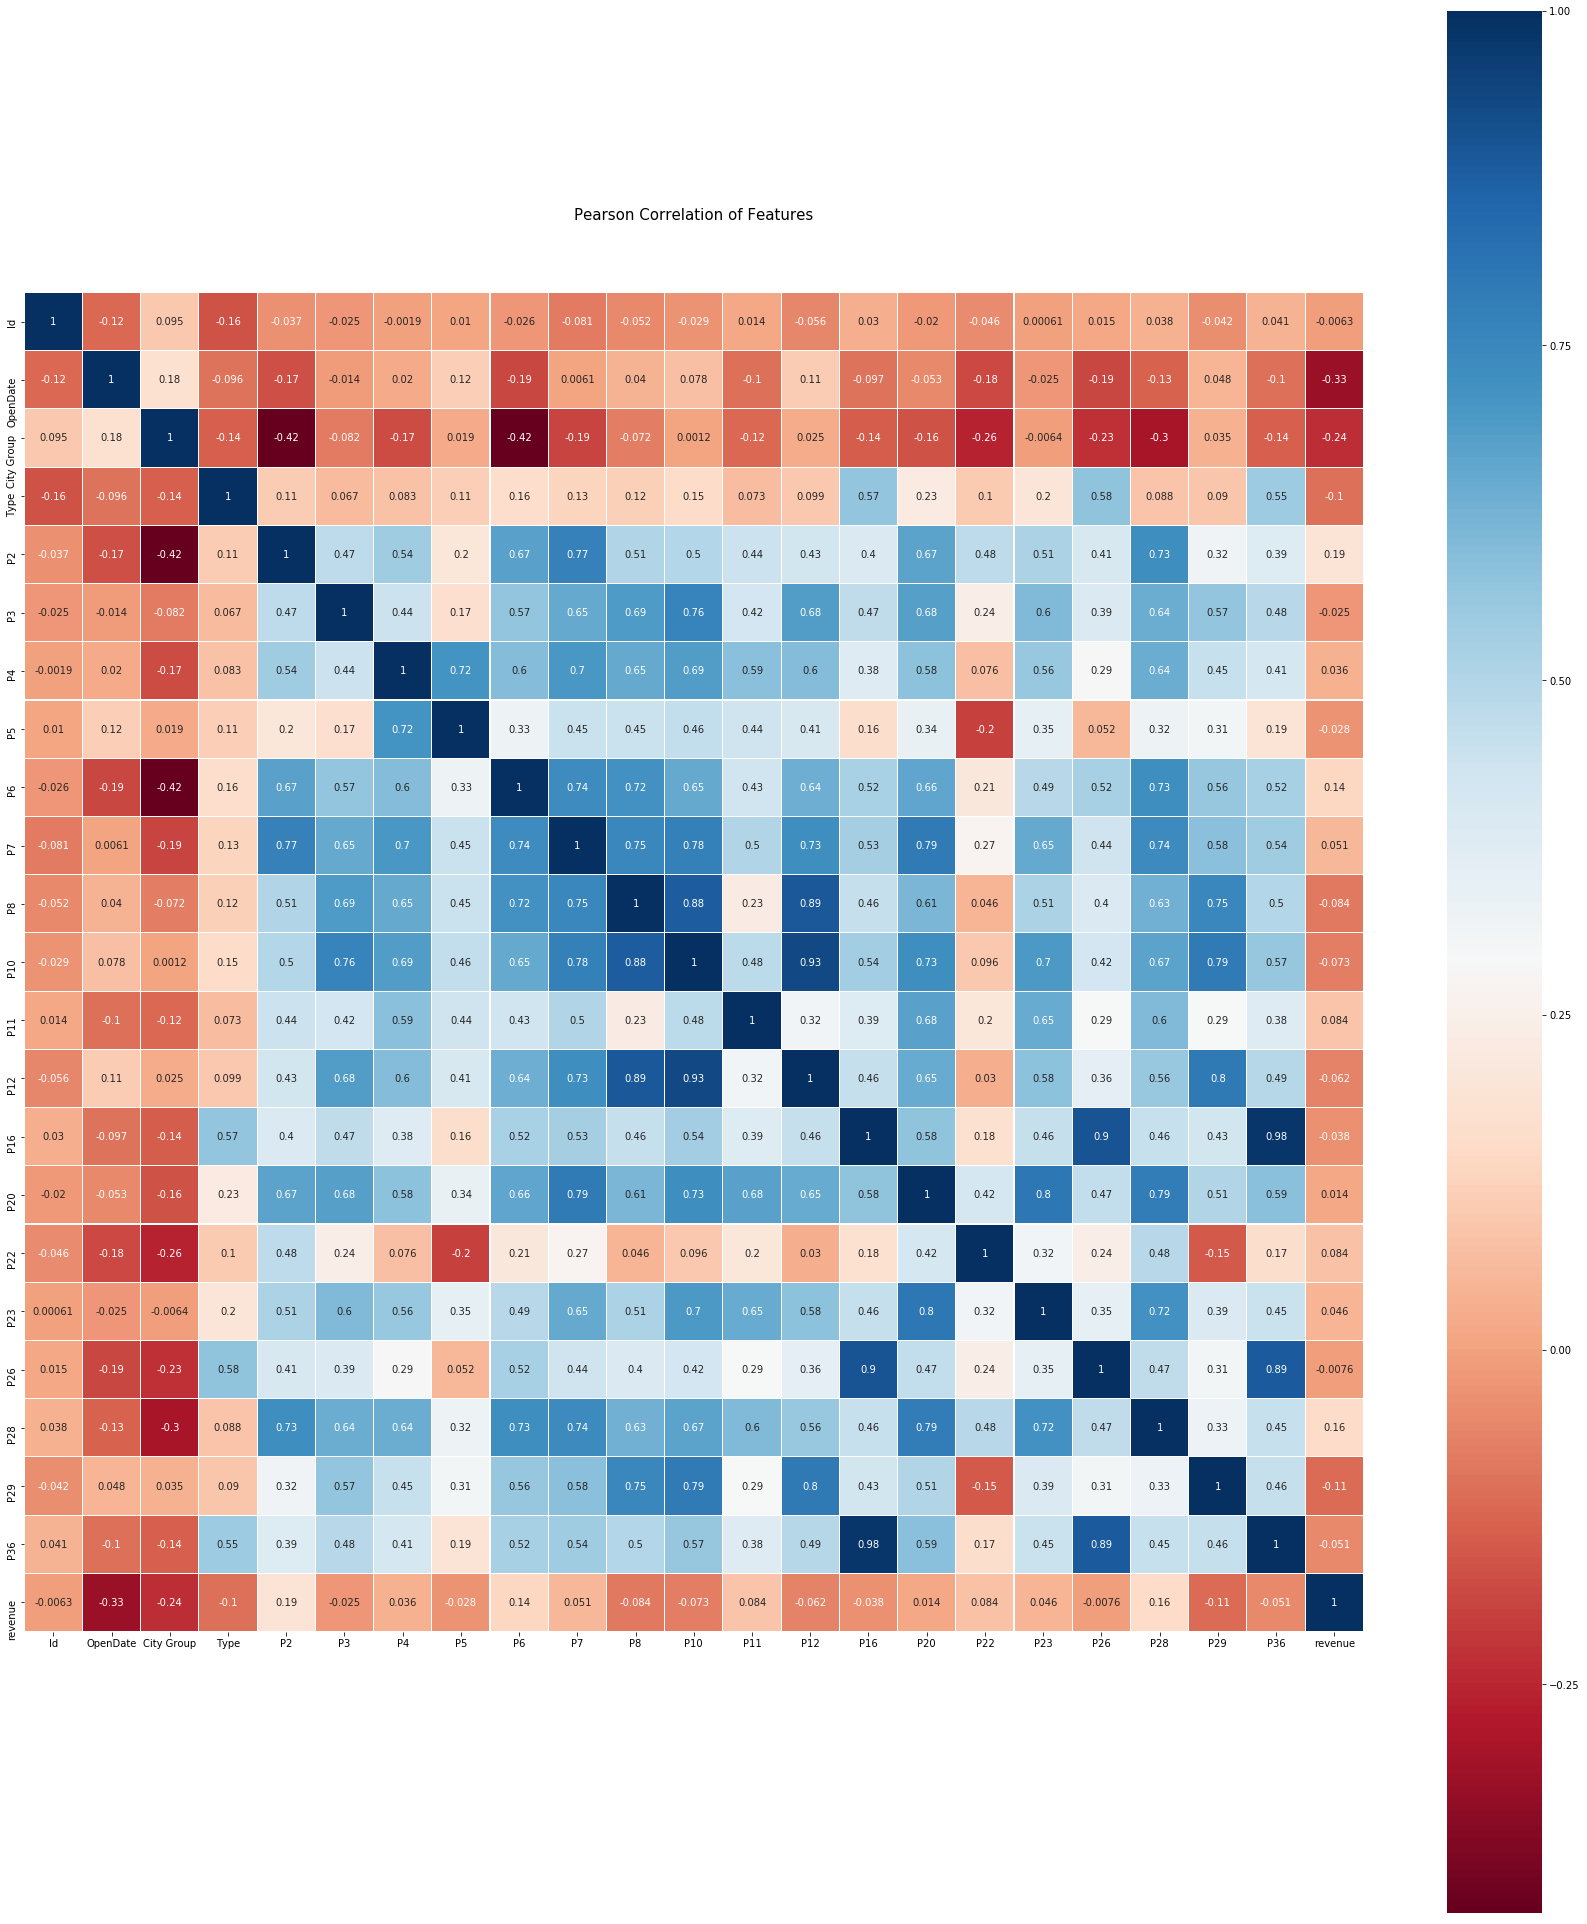 Pearson Correlation of Features
1.00
0.75
0.50
0.25
0.00
−0.25
Id 1 -0.12 0.095 -0.16 -0.037 -0.025 -0.0019 0.01 -0.026 -0.081 -0.052 -0.029 0.014 -0.056 0.03 -0.02 -0.046 0.00061 0.015 0.038 -0.042 0.041 -0.0063
OpenDate -0.12 1 0.18 -0.096 -0.17 -0.014 0.02 0.12 -0.19 0.0061 0.04 0.078 -0.1 0.11 -0.097 -0.053 -0.18 -0.025 -0.19 -0.13 0.048 -0.1 -0.33
City Group 0.095 0.18 1 -0.14 -0.42 -0.082 -0.17 0.019 -0.42 -0.19 -0.072 0.0012 -0.12 0.025 -0.14 -0.16 -0.26 -0.0064 -0.23 -0.3 0.035 -0.14 -0.24
Type -0.16 -0.096 -0.14 1 0.11 0.067 0.083 0.11 0.16 0.13 0.12 0.15 0.073 0.099 0.57 0.23 0.1 0.2 0.58 0.088 0.09 0.55 -0.1
P2 -0.037 -0.17 -0.42 0.11 1 0.47 0.54 0.2 0.67 0.77 0.51 0.5 0.44 0.43 0.4 0.67 0.48 0.51 0.41 0.73 0.32 0.39 0.19
P3 -0.025 -0.014 -0.082 0.067 0.47 1 0.44 0.17 0.57 0.65 0.69 0.76 0.42 0.68 0.47 0.68 0.24 0.6 0.39 0.64 0.57 0.48 -0.025
P4 -0.0019 0.02 -0.17 0.083 0.54 0.44 1 0.72 0.6 0.7 0.65 0.69 0.59 0.6 0.38 0.58 0.076 0.56 0.29 0.64 0.45 0.41 0.036
P5 0.01 0.12 0.019 0.11 0.2 0.17 0.72 1 0.33 0.45 0.45 0.46 0.44 0.41 0.16 0.34 -0.2 0.35 0.052 0.32 0.31 0.19 -0.028
P6 -0.026 -0.19 -0.42 0.16 0.67 0.57 0.6 0.33 1 0.74 0.72 0.65 0.43 0.64 0.52 0.66 0.21 0.49 0.52 0.73 0.56 0.52 0.14
P7 -0.081 0.0061 -0.19 0.13 0.77 0.65 0.7 0.45 0.74 1 0.75 0.78 0.5 0.73 0.53 0.79 0.27 0.65 0.44 0.74 0.58 0.54 0.051
P8 -0.052 0.04 -0.072 0.12 0.51 0.69 0.65 0.45 0.72 0.75 1 0.88 0.23 0.89 0.46 0.61 0.046 0.51 0.4 0.63 0.75 0.5 -0.084
P10 -0.029 0.078 0.0012 0.15 0.5 0.76 0.69 0.46 0.65 0.78 0.88 1 0.48 0.93 0.54 0.73 0.096 0.7 0.42 0.67 0.79 0.57 -0.073
P11 0.014 -0.1 -0.12 0.073 0.44 0.42 0.59 0.44 0.43 0.5 0.23 0.48 1 0.32 0.39 0.68 0.2 0.65 0.29 0.6 0.29 0.38 0.084
P12 -0.056 0.11 0.025 0.099 0.43 0.68 0.6 0.41 0.64 0.73 0.89 0.93 0.32 1 0.46 0.65 0.03 0.58 0.36 0.56 0.8 0.49 -0.062
P16 0.03 -0.097 -0.14 0.57 0.4 0.47 0.38 0.16 0.52 0.53 0.46 0.54 0.39 0.46 1 0.58 0.18 0.46 0.9 0.46 0.43 0.98 -0.038
P20 -0.02 -0.053 -0.16 0.23 0.67 0.68 0.58 0.34 0.66 0.79 0.61 0.73 0.68 0.65 0.58 1 0.42 0.8 0.47 0.79 0.51 0.59 0.014
P22 -0.046 -0.18 -0.26 0.1 0.48 0.24 0.076 -0.2 0.21 0.27 0.046 0.096 0.2 0.03 0.18 0.42 1 0.32 0.24 0.48 -0.15 0.17 0.084
P23 0.00061 -0.025 -0.0064 0.2 0.51 0.6 0.56 0.35 0.49 0.65 0.51 0.7 0.65 0.58 0.46 0.8 0.32 1 0.35 0.72 0.39 0.45 0.046
P26 0.015 -0.19 -0.23 0.58 0.41 0.39 0.29 0.052 0.52 0.44 0.4 0.42 0.29 0.36 0.9 0.47 0.24 0.35 1 0.47 0.31 0.89 -0.0076
P28 0.038 -0.13 -0.3 0.088 0.73 0.64 0.64 0.32 0.73 0.74 0.63 0.67 0.6 0.56 0.46 0.79 0.48 0.72 0.47 1 0.33 0.45 0.16
P29 -0.042 0.048 0.035 0.09 0.32 0.57 0.45 0.31 0.56 0.58 0.75 0.79 0.29 0.8 0.43 0.51 -0.15 0.39 0.31 0.33 1 0.46 -0.11
P36 0.041 -0.1 -0.14 0.55 0.39 0.48 0.41 0.19 0.52 0.54 0.5 0.57 0.38 0.49 0.98 0.59 0.17 0.45 0.89 0.45 0.46 1 -0.051
revenue -0.0063 -0.33 -0.24 -0.1 0.19 -0.025 0.036 -0.028 0.14 0.051 -0.084 -0.073 0.084 -0.062 -0.038 0.014 0.084 0.046 -0.0076 0.16 -0.11 -0.051 1
Id OpenDate City Group Type P2 P3 P4 P5 P6 P7 P8 P10 P11 P12 P16 P20 P22 P23 P26 P28 P29 P36 revenue